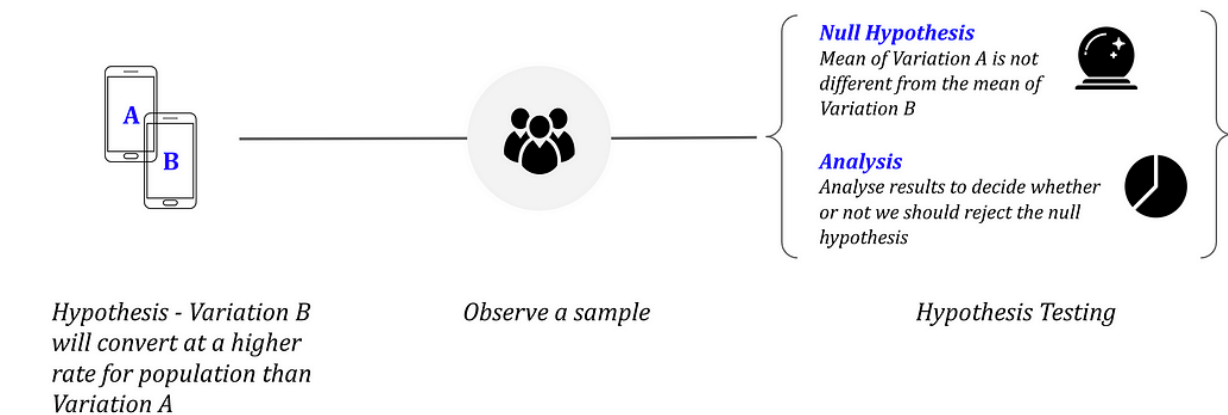 A
B
Null Hypothesis
Mean of Variation A is not
different from the mean of
Variation B
Analysis
Analyse results to decide whether
or not we should reject the null
hypothesis
Hypothesis - Variation B
will convert at a higher
rate for population than
Variation A
Observe a sample
Hypothesis Testing